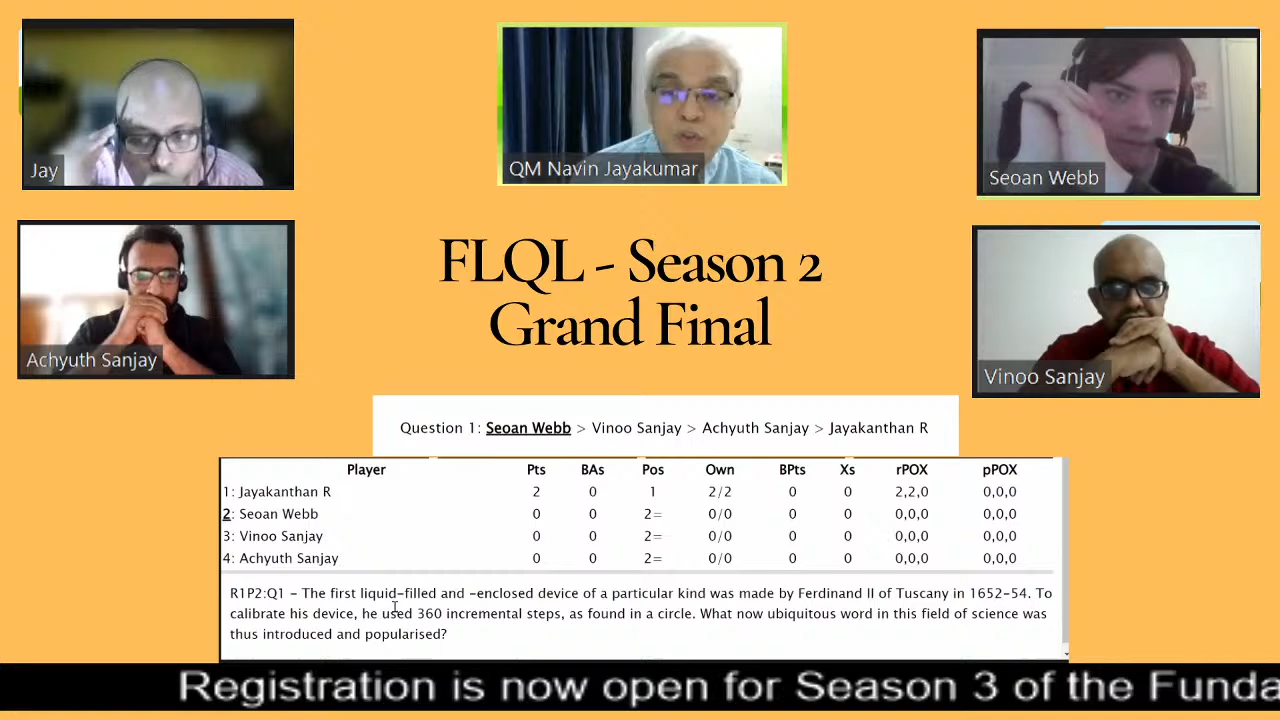 Jay
QM Navin Jayakumar
Seoan Webb
Achyuth Sanjay
Vinoo Sanjay
FLQL - Season 2
Grand Final
Question 1: Seoan Webb > Vinoo Sanjay > Achyuth Sanjay > Jayakanthan R
Player Pts BAs Pos Own BPts Xs rPOX pPOX
1: Jayakanthan R 2 0 1 2/2 0 0 2,2,0 0,0,0
2: Seoan Webb 0 0 2= 0/0 0 0 0,0,0 0,0,0
3: Vinoo Sanjay 0 0 2= 0/0 0 0 0,0,0 0,0,0
4: Achyuth Sanjay 0 0 2= 0/0 0 0 0,0,0 0,0,0
R1P2:Q1 - The first liquid-filled and -enclosed device of a particular kind was made by Ferdinand II of Tuscany in 1652-54. To
calibrate his device, he used 360 incremental steps, as found in a circle. What now ubiquitous word in this field of science was
thus introduced and popularised?
Registration is now open for Season 3 of the Funda